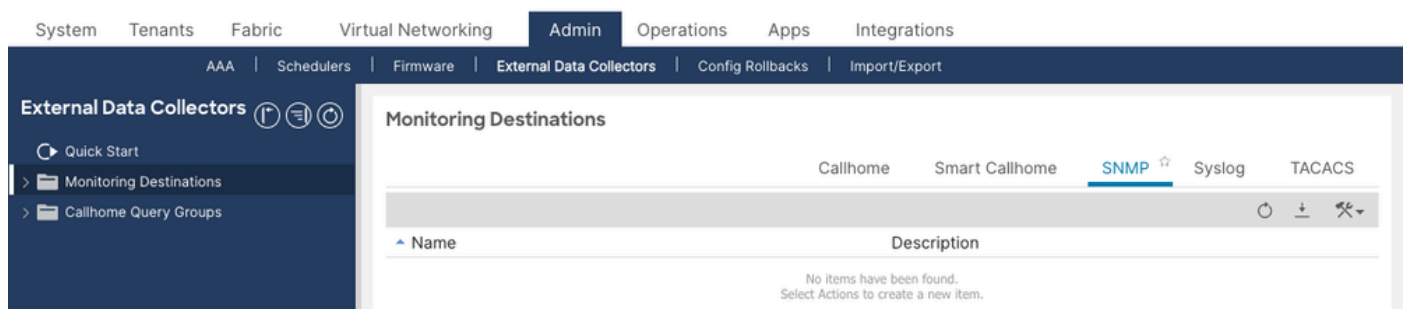 System Tenants Fabric Virtual Networking Admin Operations Apps Integrations
AAA | Schedulers | Firmware | External Data Collectors | Config Rollbacks | Import/Export
External Data Collectors
Quick Start
Monitoring Destinations
Callhome Query Groups
Monitoring Destinations
Callhome Smart Callhome SNMP Syslog TACACS
Name Description
No items have been found.
Select Actions to create a new item.